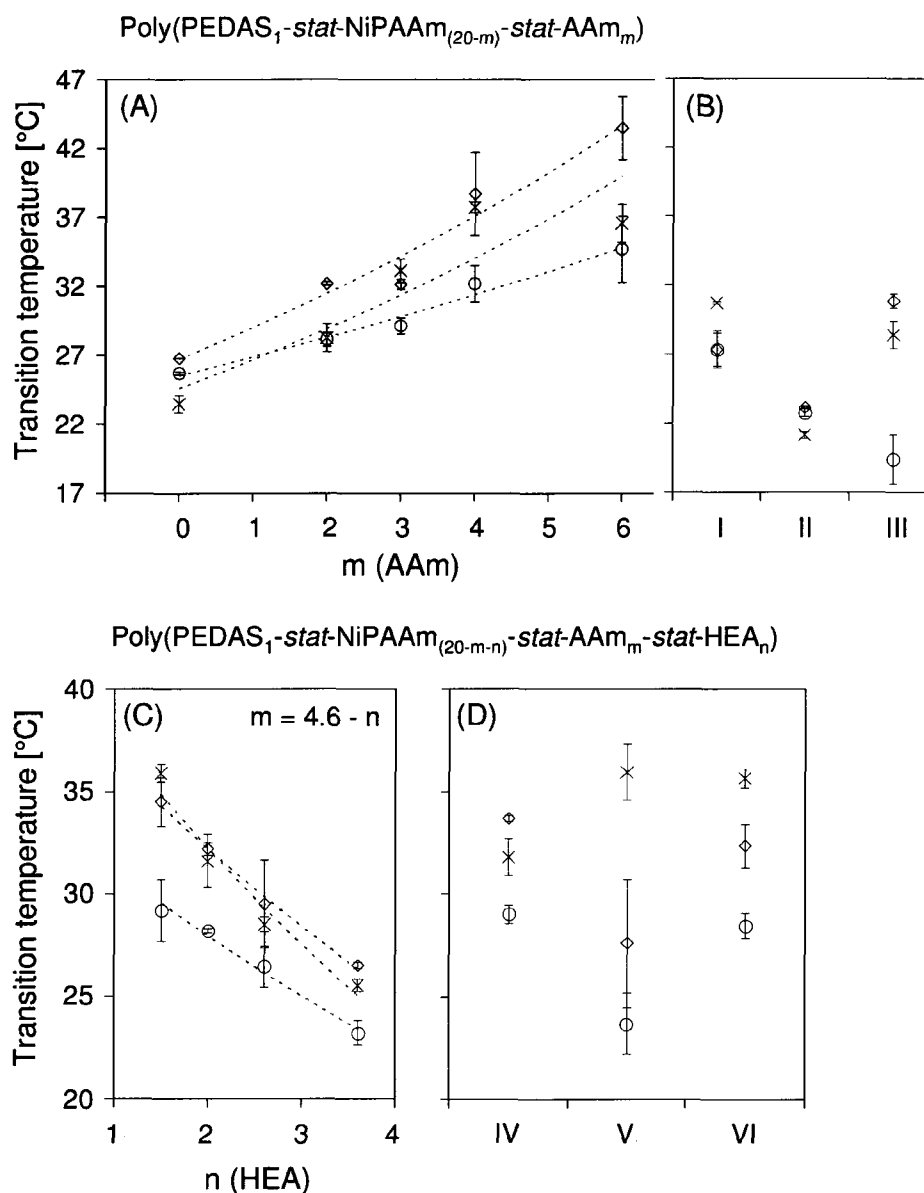 Poly(PEDAS1-stat-NiPAAm(20-m)-stat-AAmm)
(A)
(B)
Transition temperature [°C]
47
42
37
32
27
22
17
0 1 2 3 4 5 6
m (AAm)
I II III
Poly(PEDAS1-stat-NiPAAm(20-m-n)-stat-AAmm-stat-HEAn)
(C) m = 4.6 - n
(D)
Transition temperature [°C]
40
35
30
25
20
1 2 3 4
n (HEA)
IV V VI